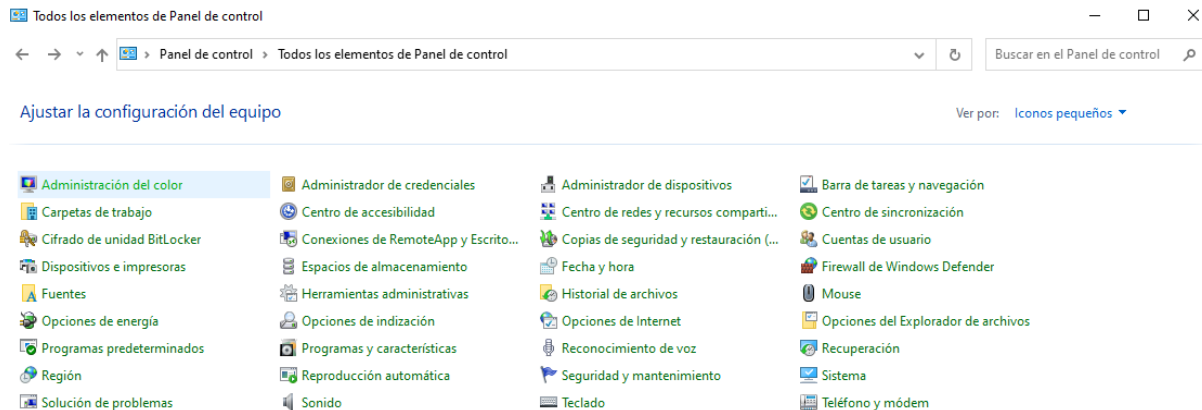 Todos los elementos de Panel de control
Panel de control > Todos los elementos de Panel de control
Buscar en el Panel de control
Ajustar la configuración del equipo
Ver por: Iconos pequeños
Administración del color
Administrador de credenciales
Administrador de dispositivos
Barra de tareas y navegación
Carpetas de trabajo
Centro de accesibilidad
Centro de redes y recursos comparti...
Centro de sincronización
Cifrado de unidad BitLocker
Conexiones de RemoteApp y Escrito...
Copias de seguridad y restauración (...
Cuentas de usuario
Dispositivos e impresoras
Espacios de almacenamiento
Fecha y hora
Firewall de Windows Defender
Fuentes
Herramientas administrativas
Historial de archivos
Mouse
Opciones de energía
Opciones de indización
Opciones de Internet
Opciones del Explorador de archivos
Programas predeterminados
Programas y características
Reconocimiento de voz
Recuperación
Región
Reproducción automática
Seguridad y mantenimiento
Sistema
Solución de problemas
Sonido
Teclado
Teléfono y módem